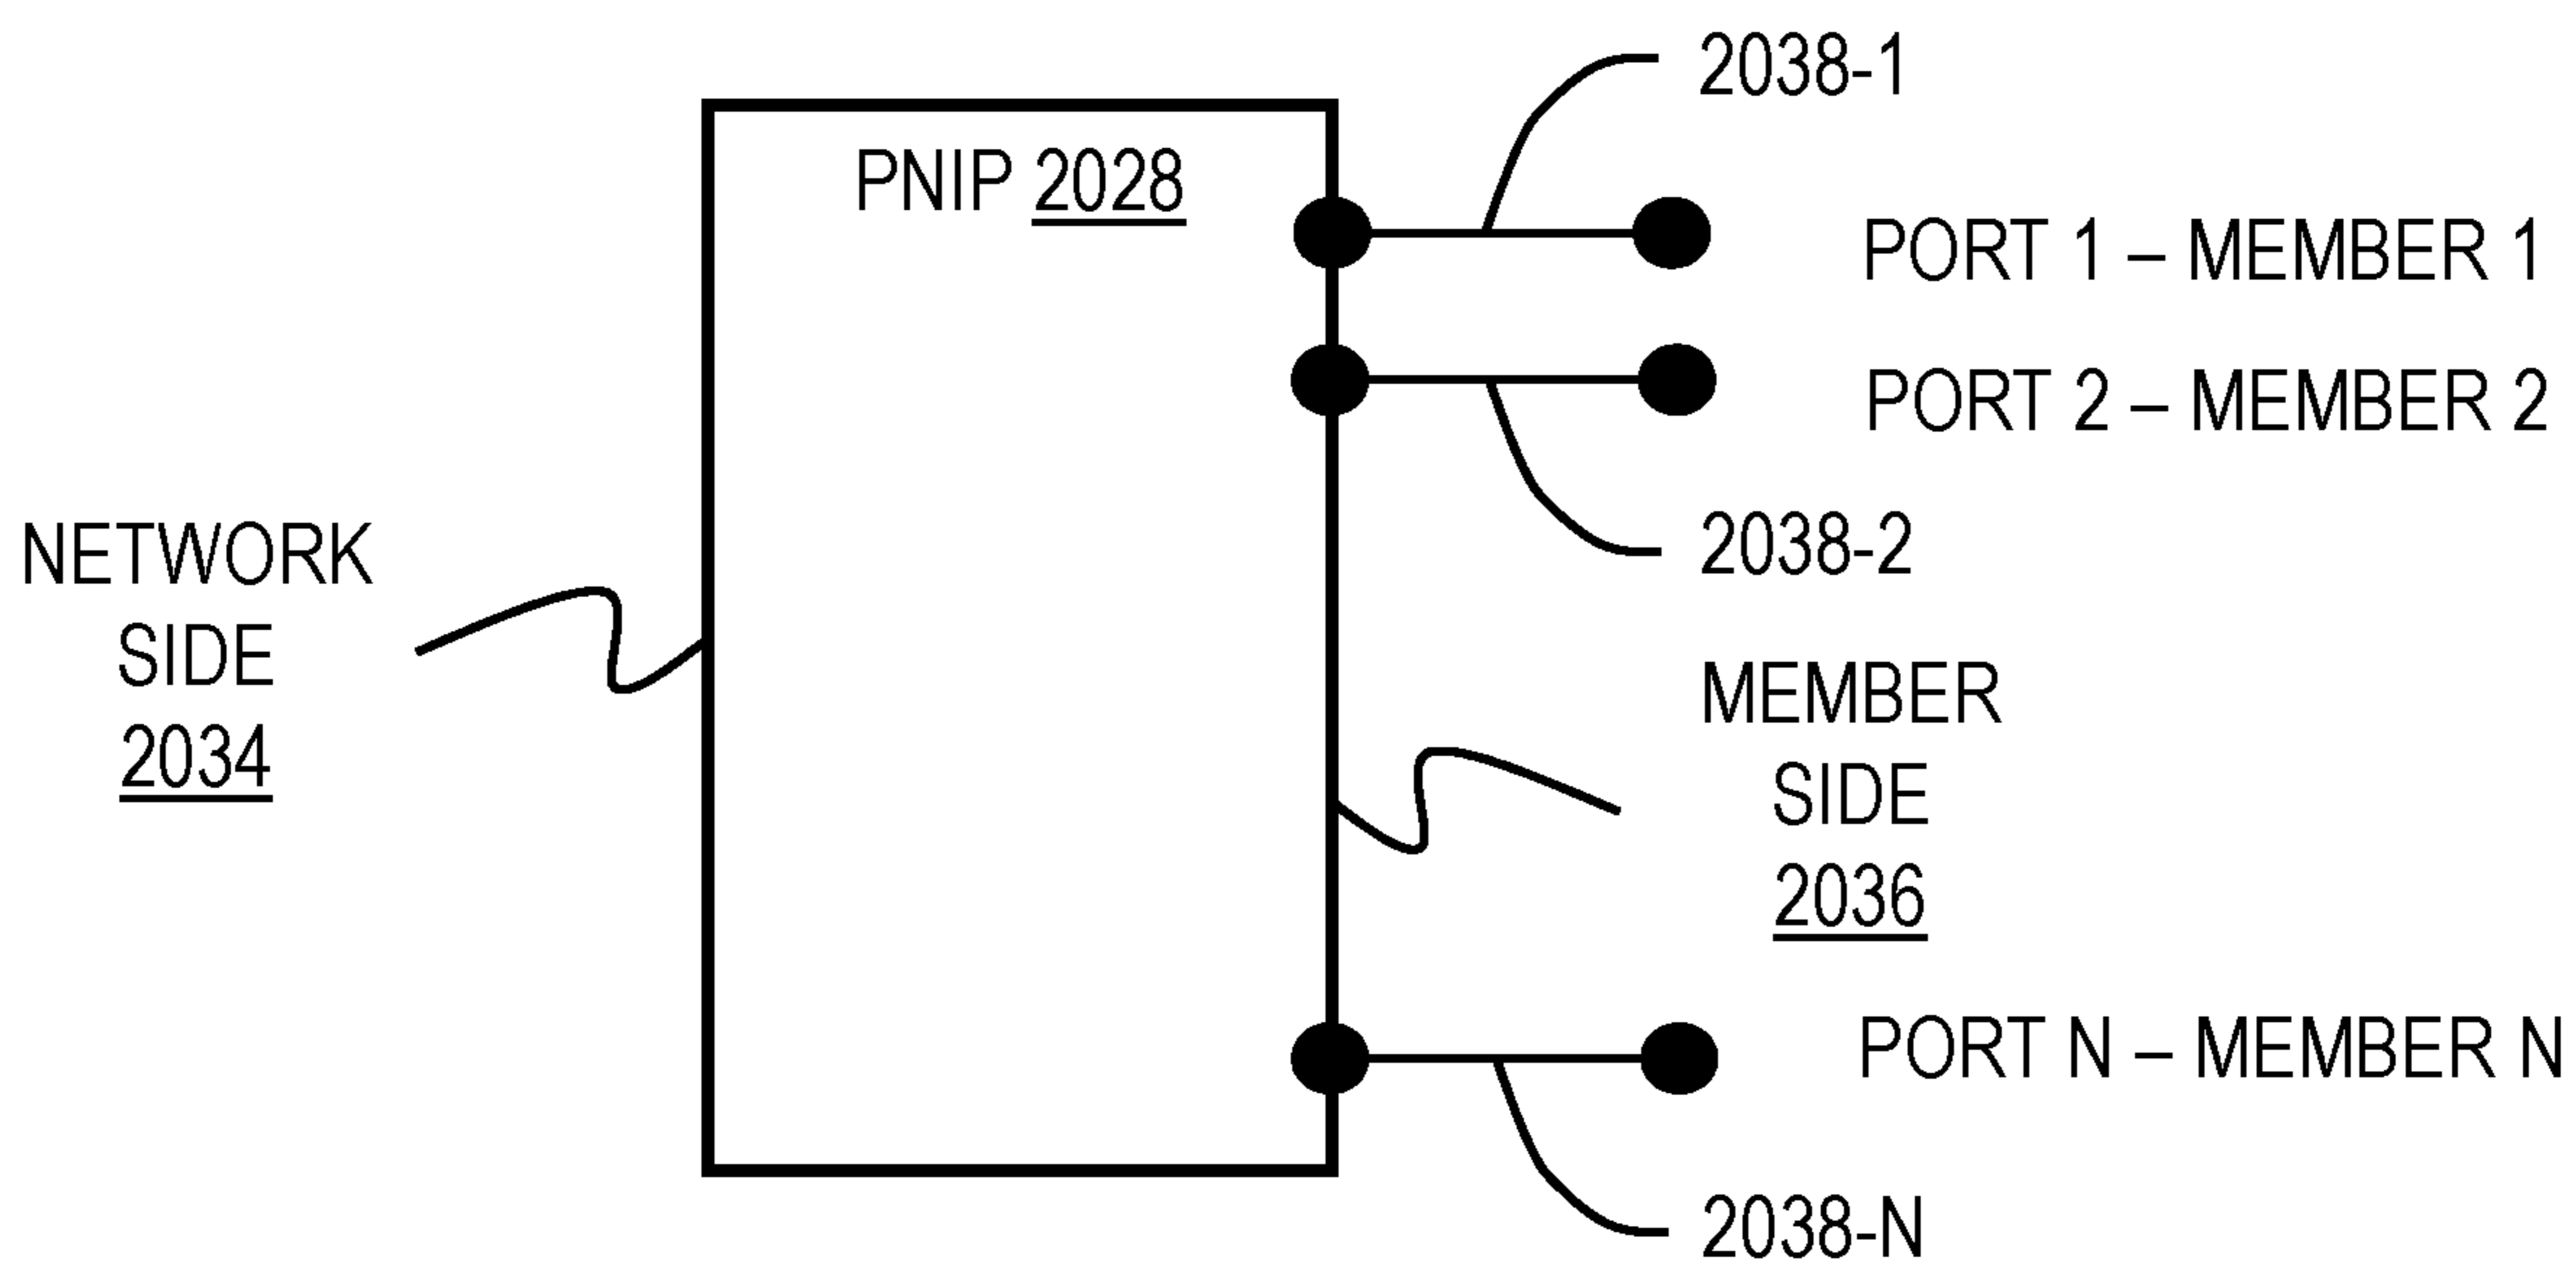 2038-1
PNIP 2028
PORT 1 – MEMBER 1
PORT 2 – MEMBER 2
2038-2
NETWORK
SIDE
2034
MEMBER
SIDE
2036
PORT N – MEMBER N
2038-N